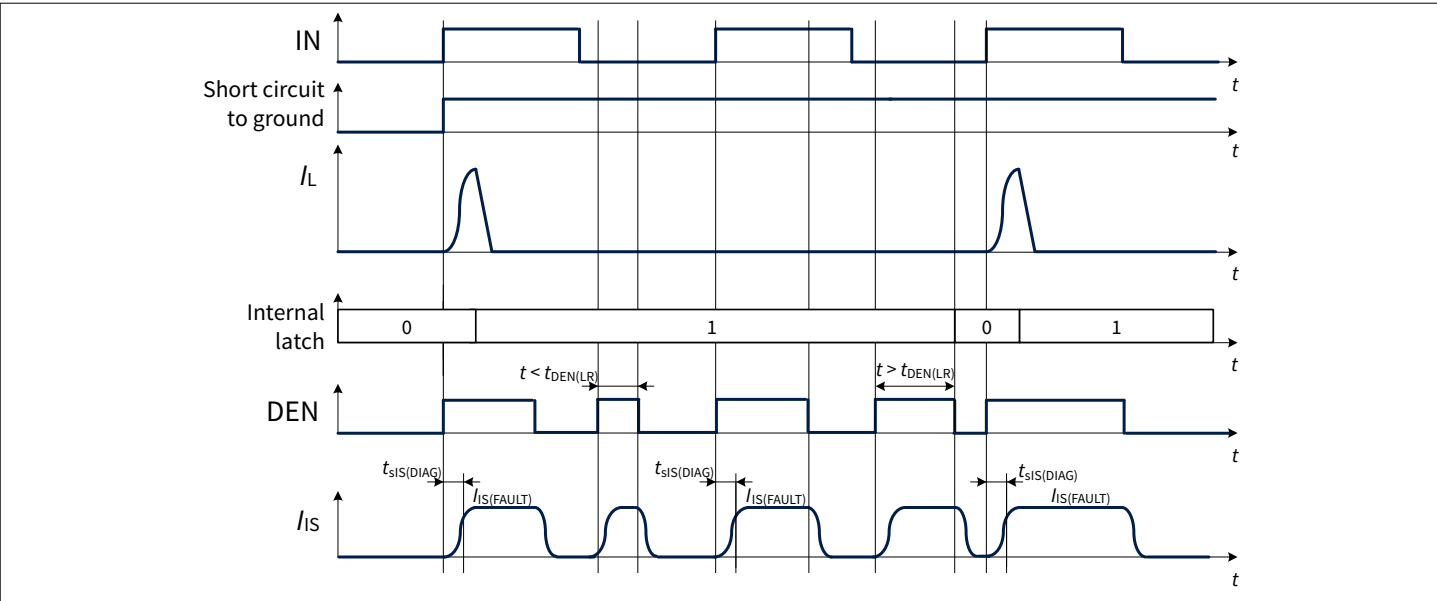 IN
t
Short circuit
to ground
t
IL
t
Internal
latch
0
1
0
1
t
t < tDEN(LR)
t > tDEN(LR)
DEN
t
tsIS(DIAG)
tsIS(DIAG)
tsIS(DIAG)
IIS(FAULT)
IIS(FAULT)
IIS(FAULT)
IIS
t